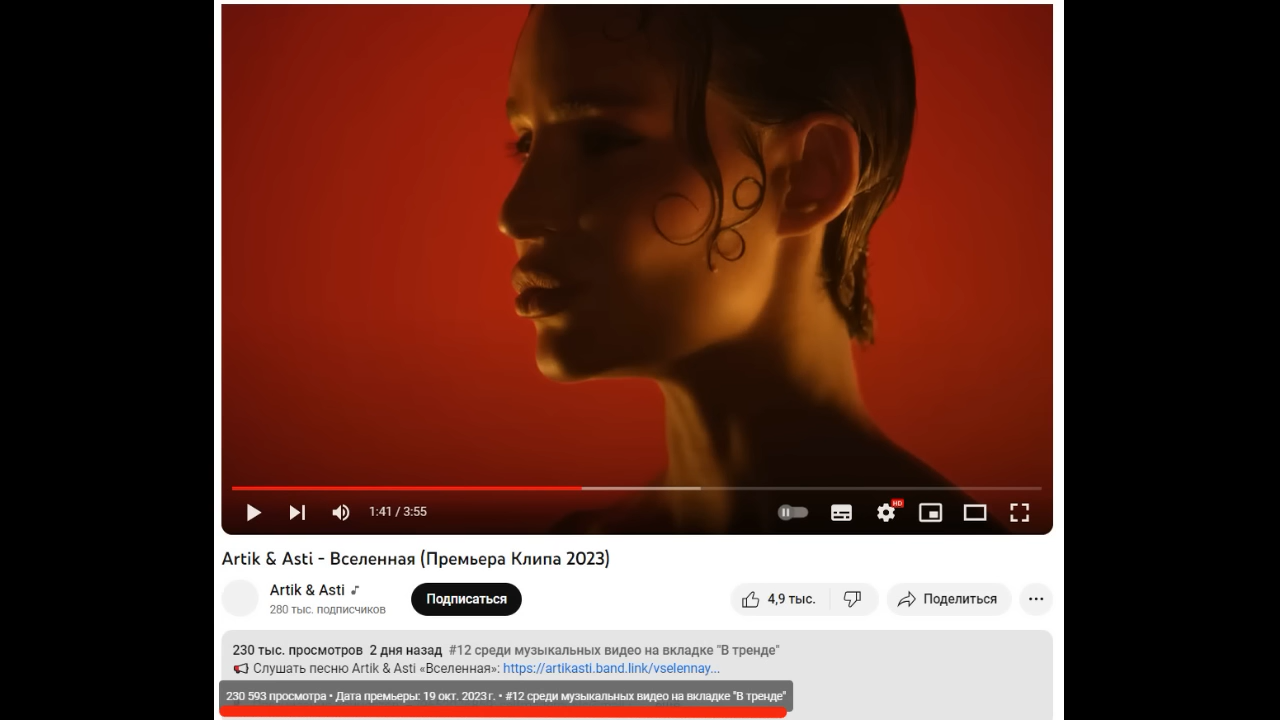 HD
1:41 / 3:55
Artik & Asti - Вселенная (Премьера Клипа 2023)
Artik & Asti
280 тыс. подписчиков
Подписаться
4,9 тыс.
Поделиться
230 тыс. просмотров 2 дня назад #12 среди музыкальных видео на вкладке "В тренде"
Слушать песню Artik & Asti «Вселенная»: https://artikasti.band.link/vselennay...
230 593 просмотра • Дата премьеры: 19 окт. 2023 г. • #12 среди музыкальных видео на вкладке "В тренде"